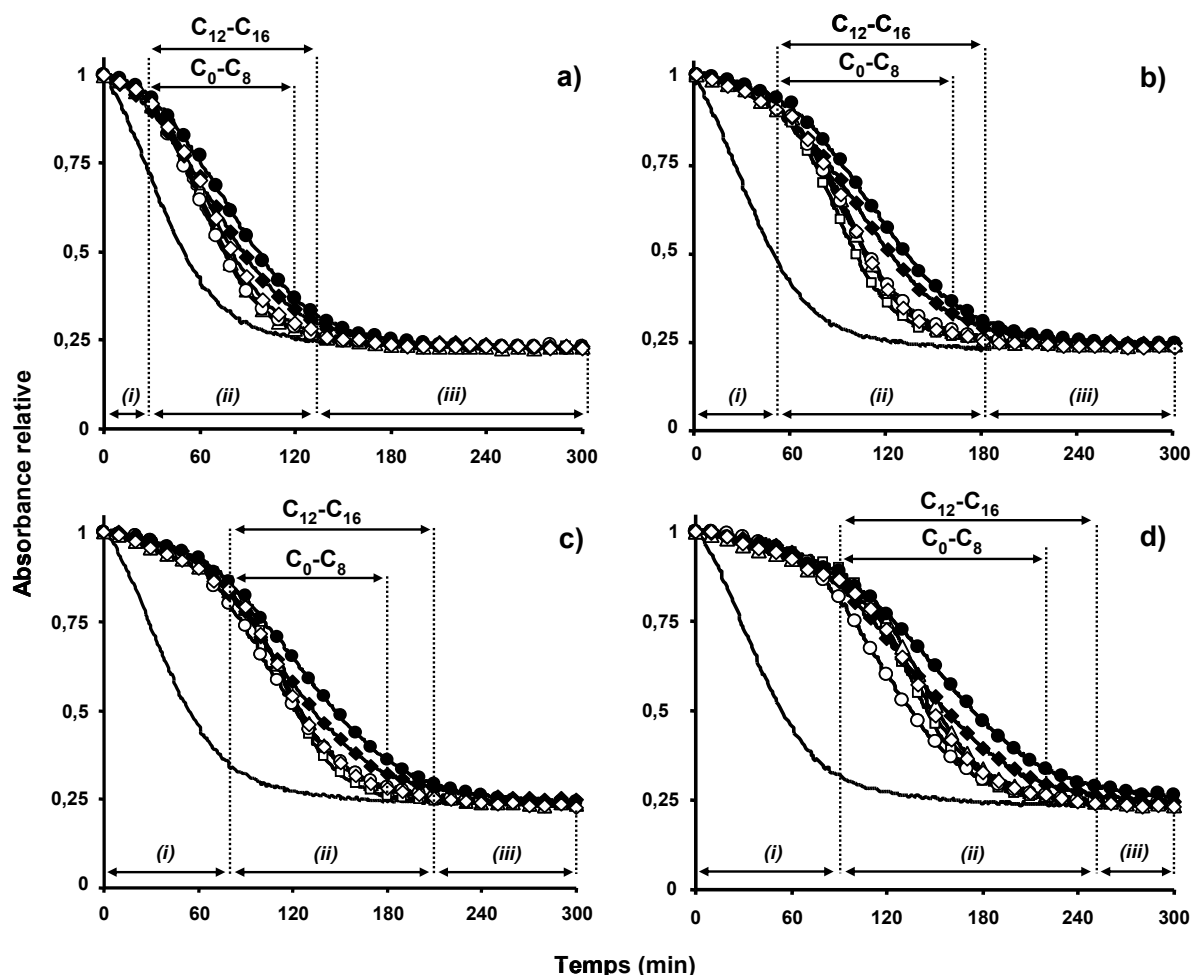 C12-C16
C0-C8
a)
1
0,75
0,5
0,25
0
(i)
(ii)
(iii)
0
60
120
180
240
300
C12-C16
C0-C8
b)
1
0,75
0,5
0,25
0
(i)
(ii)
(iii)
0
60
120
180
240
300
Absorbance relative
C12-C16
C0-C8
c)
1
0,75
0,5
0,25
0
(i)
(ii)
(iii)
0
60
120
180
240
300
C12-C16
C0-C8
d)
1
0,75
0,5
0,25
0
(i)
(ii)
(iii)
0
60
120
180
240
300
Temps (min)